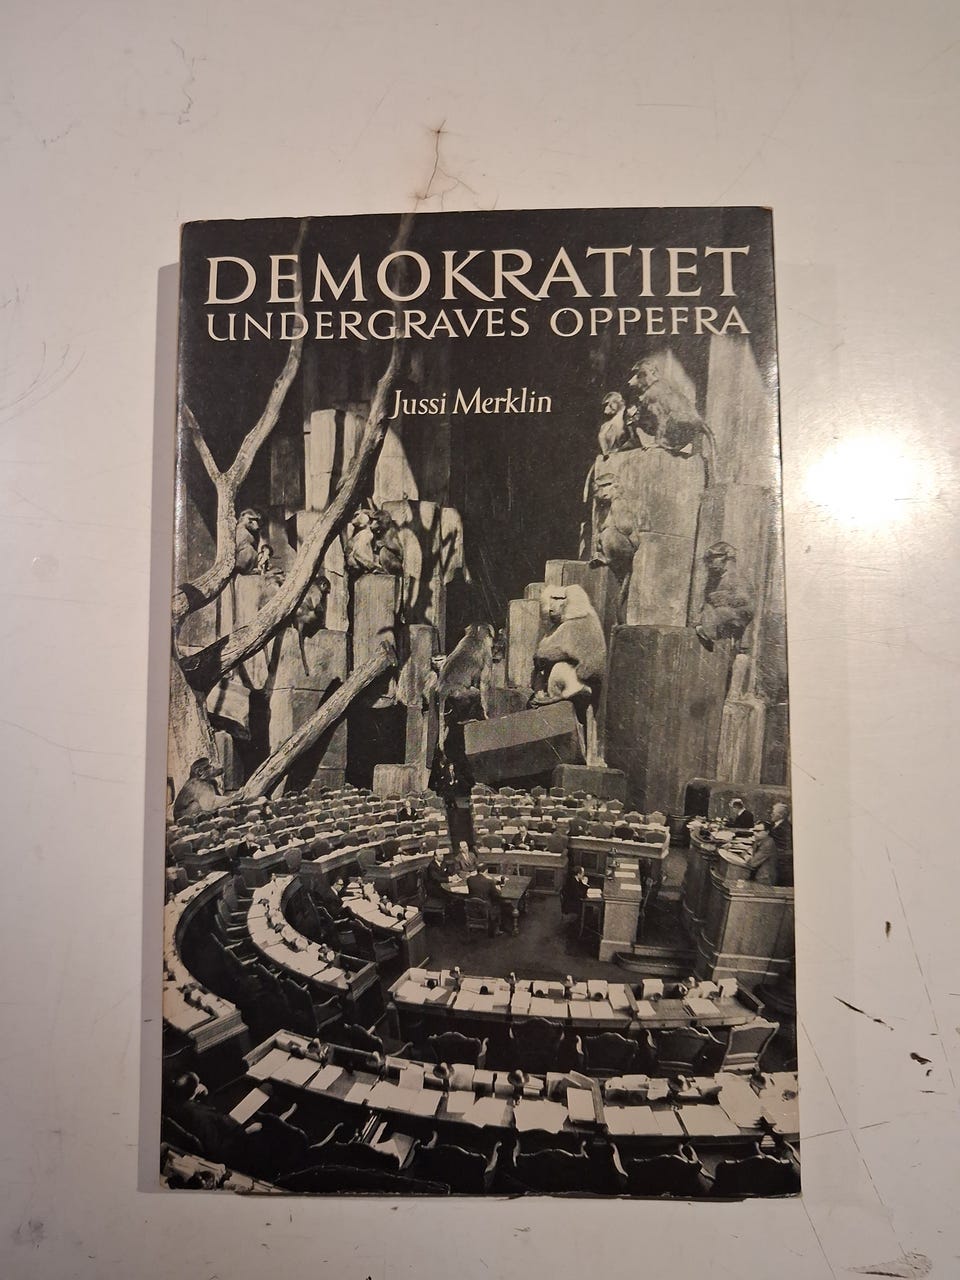 DEMOKRATIET
UNDERGRAVES OPPEFRA
Jussi Merklin